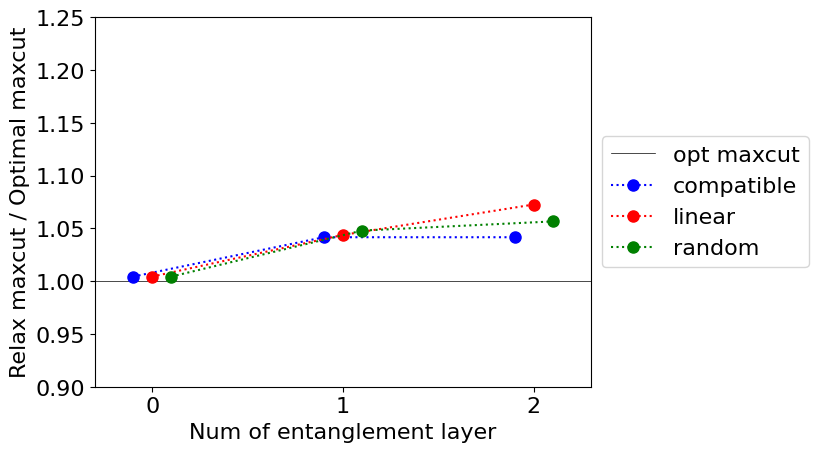 Relax maxcut / Optimal maxcut
1.25
1.20
1.15
1.10
1.05
1.00
0.95
0.90
0 1 2
Num of entanglement layer
opt maxcut
compatible
linear
random